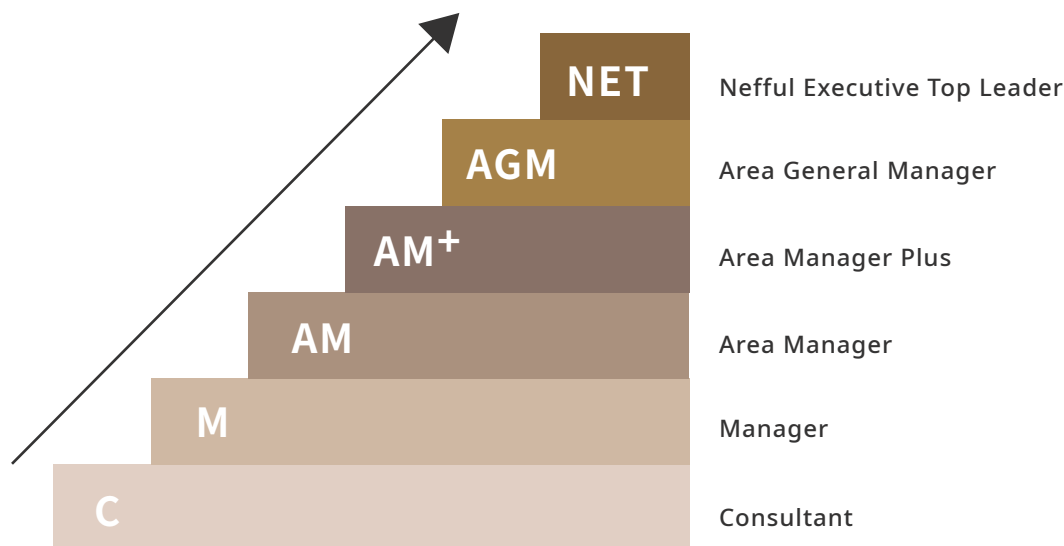 NET Nefful Executive Top Leader
AGM Area General Manager
AM+ Area Manager Plus
AM Area Manager
M Manager
C Consultant